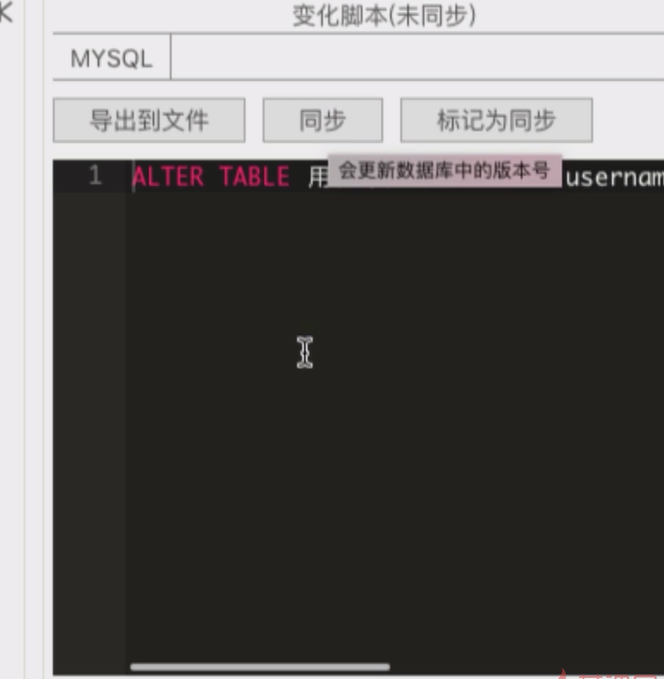 变化脚本(未同步)
MYSQL
导出到文件 同步 标记为同步
1 ALTER TABLE 用 会更新数据库中的版本号 usernam